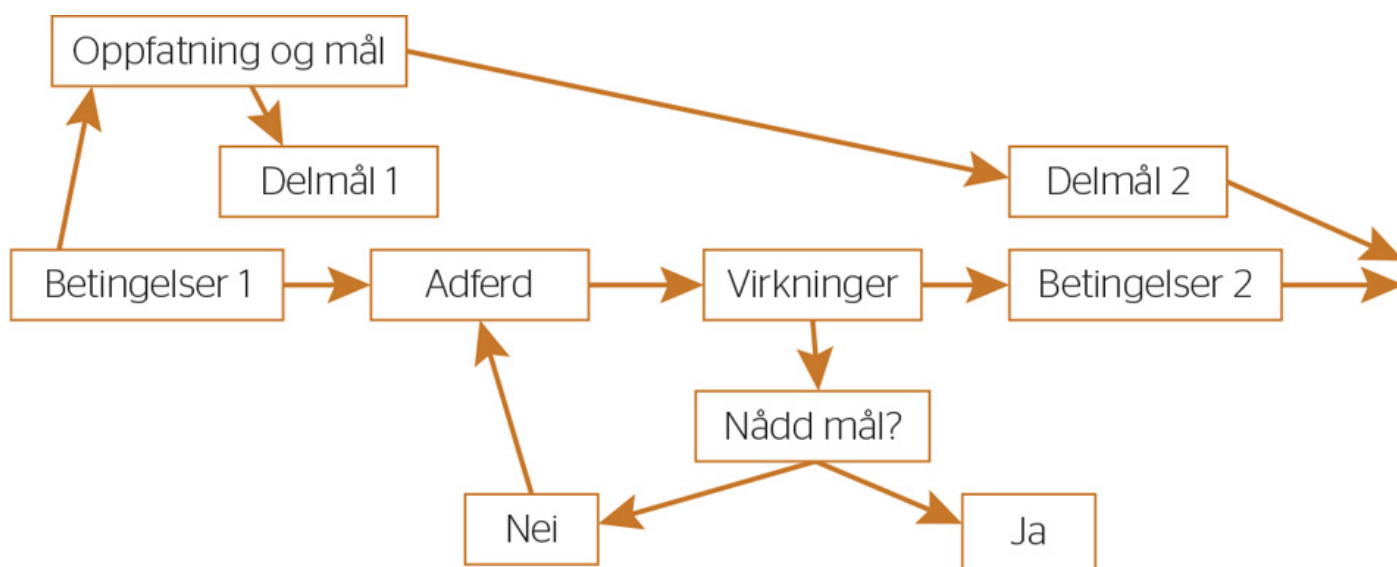 Oppfatning og mål
Delmål 1
Delmål 2
Betingelser 1
Adferd
Virkninger
Betingelser 2
Nådd mål?
Nei
Ja